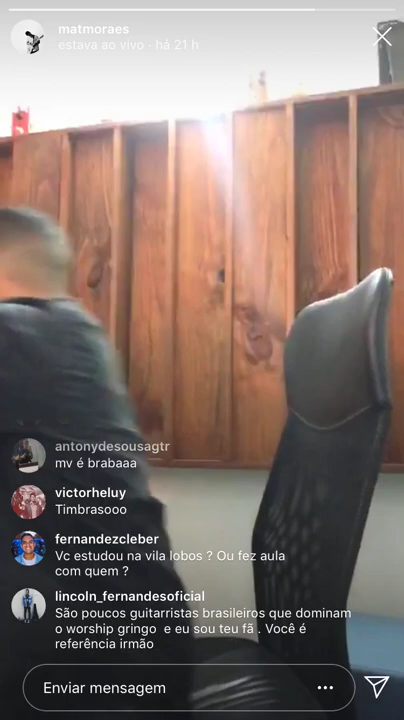 matmoraes
estava ao vivo · há 21 h
antonydesousagtr
mv é brabaaa
victorheluy
Timbrasooo
fernandezcleber
Vc estudou na vila lobos ? Ou fez aula
com quem ?
lincoln_fernandesoficial
São poucos guitarristas brasileiros que dominam
o worship gringo  e eu sou teu fã . Você é
referência irmão
Enviar mensagem